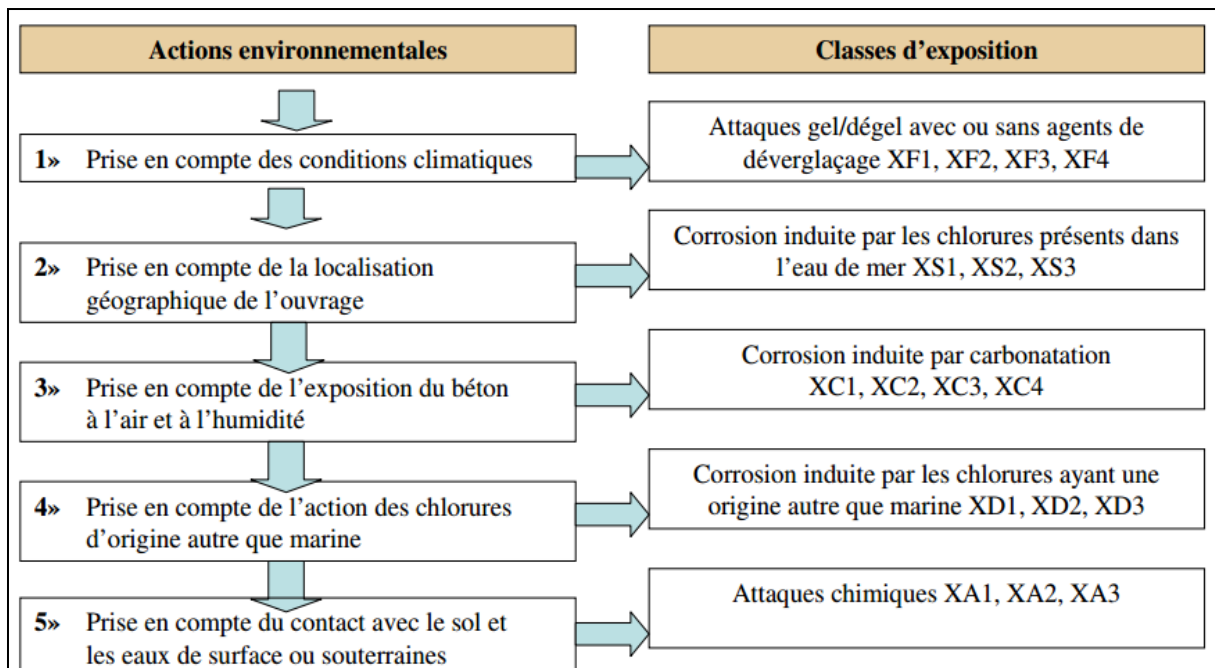 Actions environnementales
Classes d’exposition
1» Prise en compte des conditions climatiques
Attaques gel/dégel avec ou sans agents de
déverglaçage XF1, XF2, XF3, XF4
2» Prise en compte de la localisation
géographique de l’ouvrage
Corrosion induite par les chlorures présents dans
l’eau de mer XS1, XS2, XS3
3» Prise en compte de l’exposition du béton
à l’air et à l’humidité
Corrosion induite par carbonatation
XC1, XC2, XC3, XC4
4» Prise en compte de l’action des chlorures
d’origine autre que marine
Corrosion induite par les chlorures ayant une
origine autre que marine XD1, XD2, XD3
5» Prise en compte du contact avec le sol et
les eaux de surface ou souterraines
Attaques chimiques XA1, XA2, XA3